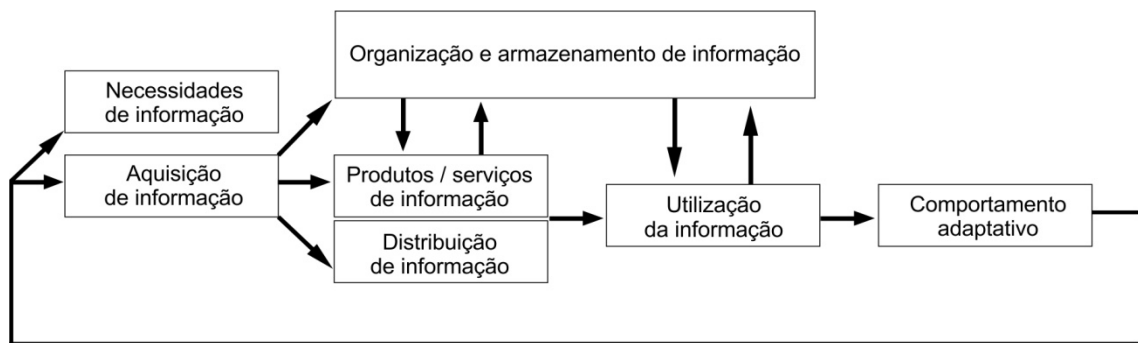 Organização e armazenamento de informação
Necessidades
de informação
Aquisição
de informação
Produtos / serviços
de informação
Distribuição
de informação
Utilização
da informação
Comportamento
adaptativo